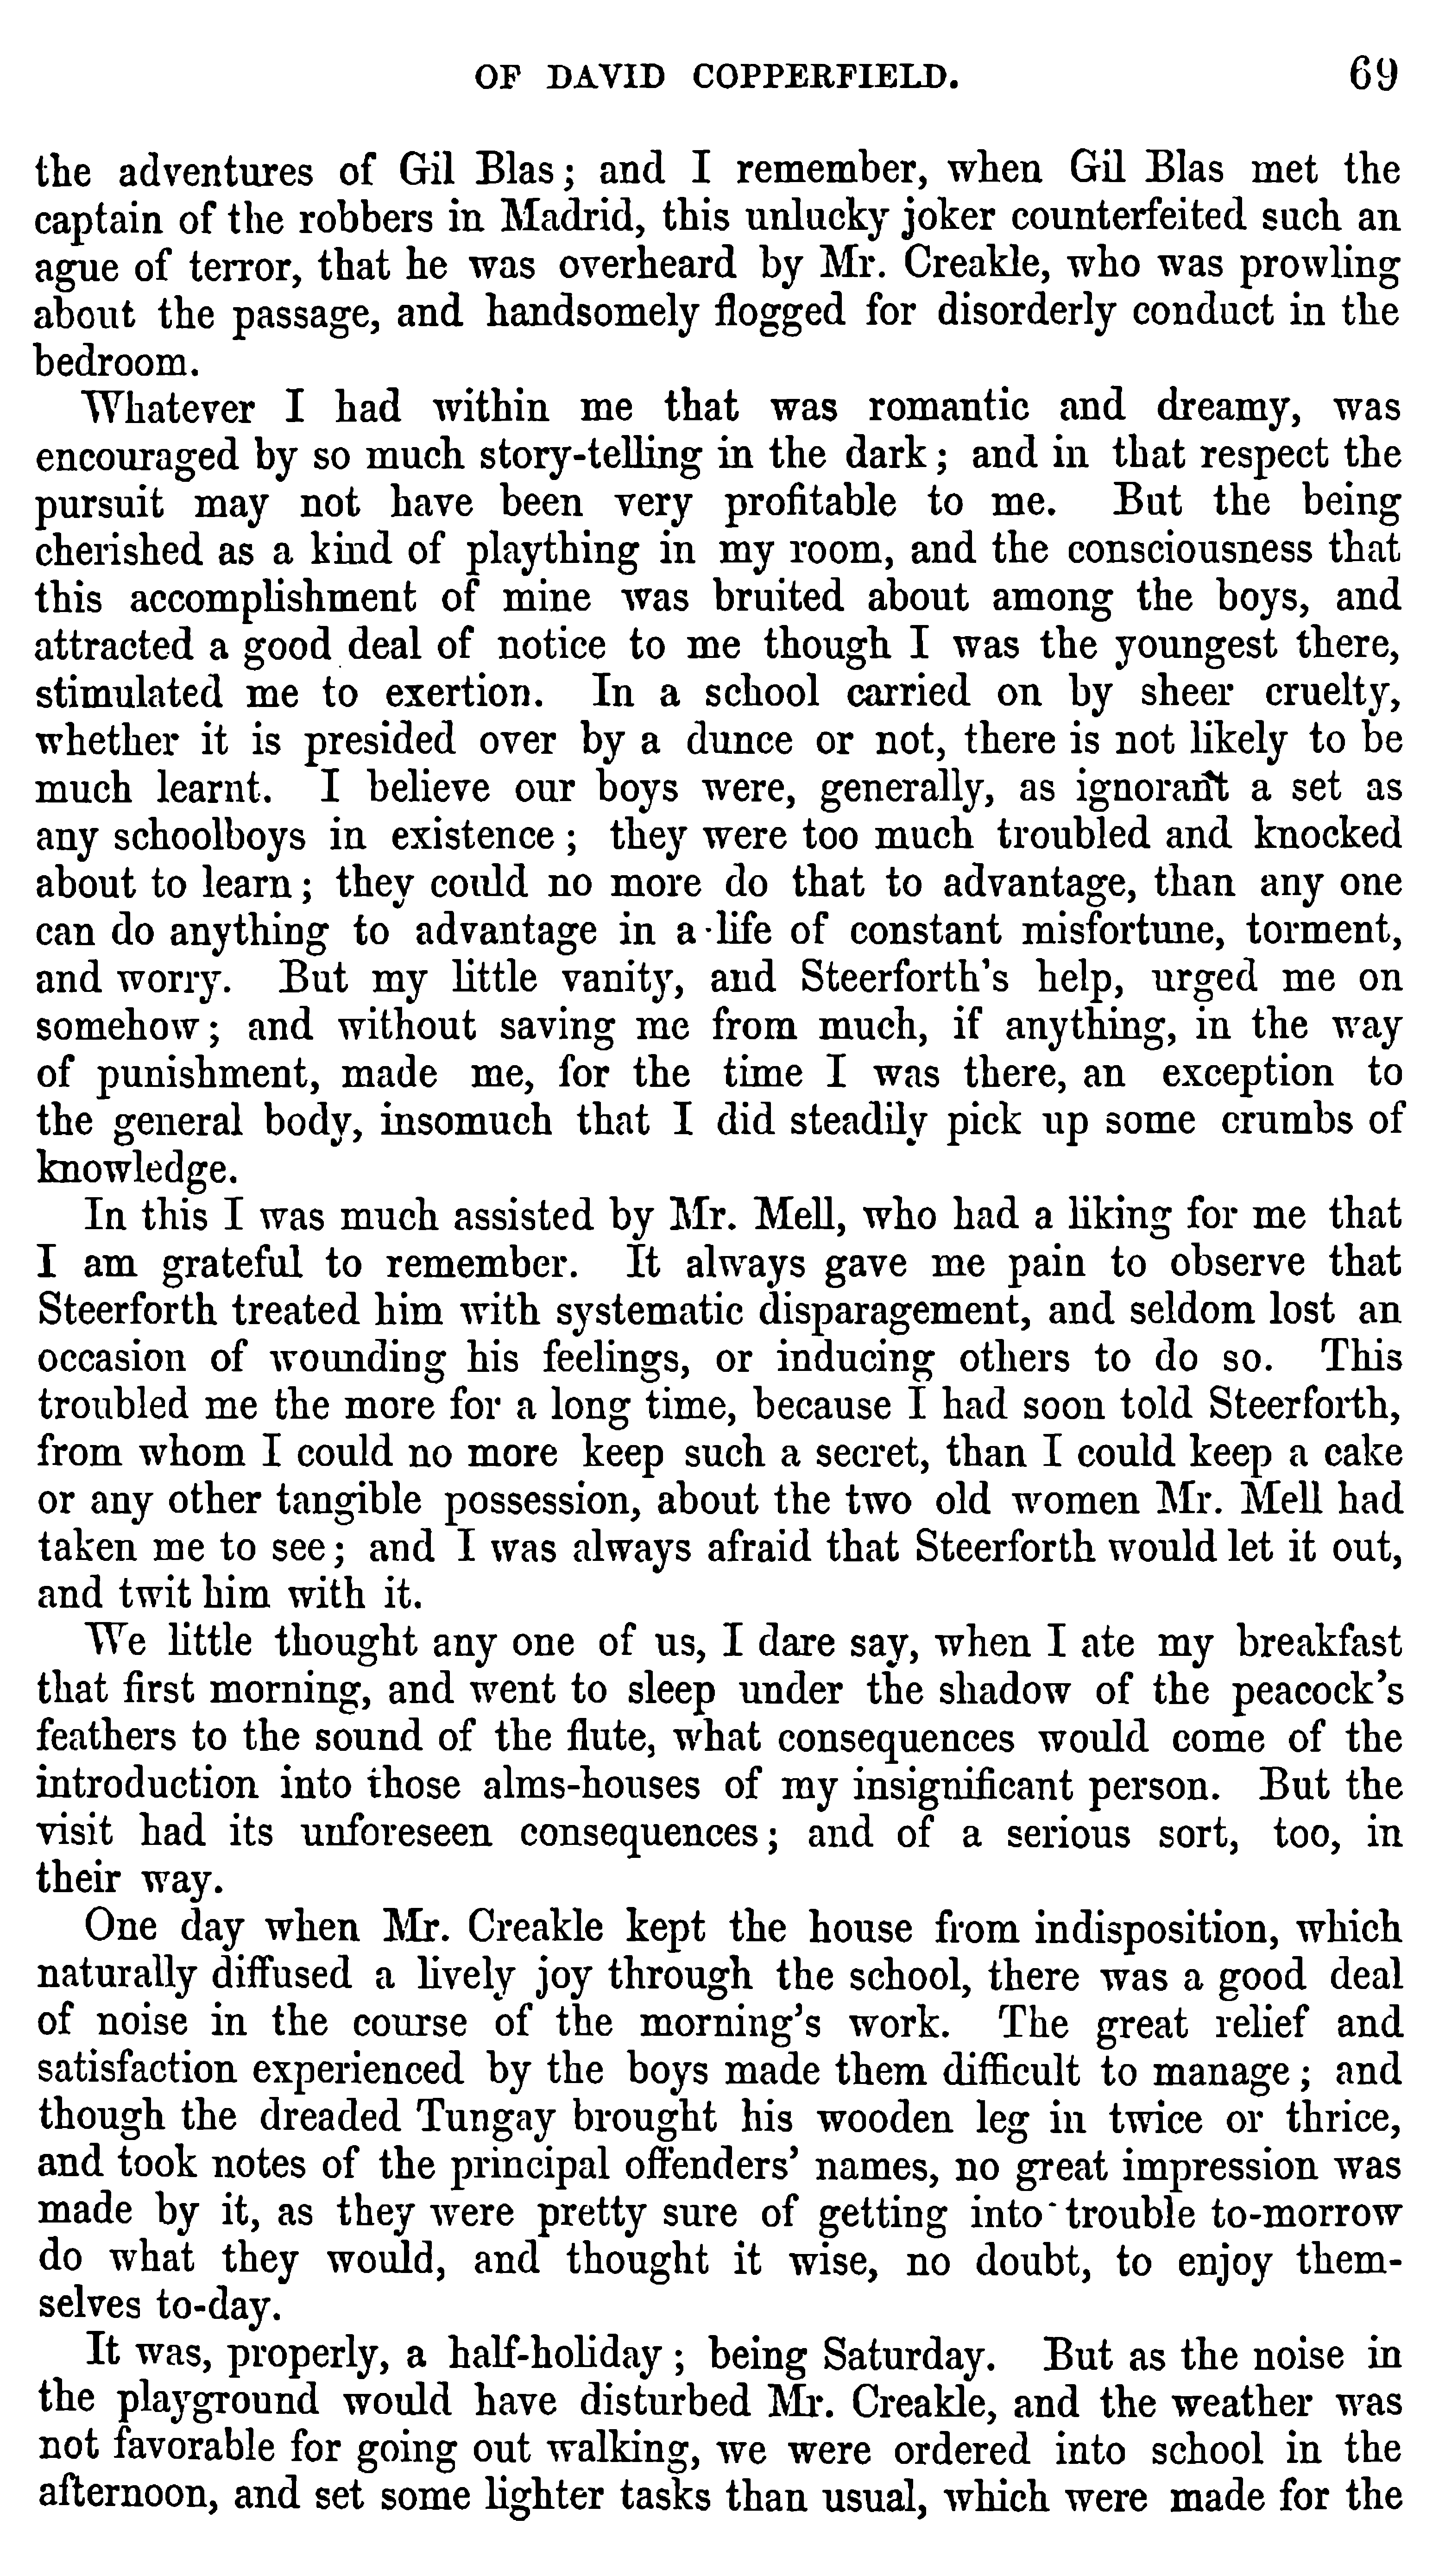 OF DAVID COPPERFIELD. 69
the adventures of Gil Blas; and I remember, when Gil Blas met the
captain of the robbers in Madrid, this unlucky joker counterfeited such an
ague of terror, that he was overheard by Mr. Creakle, who was prowling
about the passage, and handsomely flogged for disorderly conduct in the
bedroom.
Whatever I had within me that was romantic and dreamy, was
encouraged by so much story-telling in the dark; and in that respect the
pursuit may not have been very profitable to me. But the being
cherished as a kind of plaything in my room, and the consciousness that
this accomplishment of mine was bruited about among the boys, and
attracted a good deal of notice to me though I was the youngest there,
stimulated me to exertion. In a school carried on by sheer cruelty,
whether it is presided over by a dunce or not, there is not likely to be
much learnt. I believe our boys were, generally, as ignorant a set as
any schoolboys in existence; they were too much troubled and knocked
about to learn; they could no more do that to advantage, than any one
can do anything to advantage in a life of constant misfortune, torment,
and worry. But my little vanity, and Steerforth's help, urged me on
somehow; and without saving me from much, if anything, in the way
of punishment, made me, for the time I was there, an exception to
the general body, insomuch that I did steadily pick up some crumbs of
knowledge.
In this I was much assisted by Mr. Mell, who had a liking for me that
I am grateful to remember. It always gave me pain to observe that
Steerforth treated him with systematic disparagement, and seldom lost an
occasion of wounding his feelings, or inducing others to do so. This
troubled me the more for a long time, because I had soon told Steerforth,
from whom I could no more keep such a secret, than I could keep a cake
or any other tangible possession, about the two old women Mr. Mell had
taken me to see; and I was always afraid that Steerforth would let it out,
and twit him with it.
We little thought any one of us, I dare say, when I ate my breakfast
that first morning, and went to sleep under the shadow of the peacock's
feathers to the sound of the flute, what consequences would come of the
introduction into those alms-houses of my insignificant person. But the
visit had its unforeseen consequences; and of a serious sort, too, in
their way.
One day when Mr. Creakle kept the house from indisposition, which
naturally diffused a lively joy through the school, there was a good deal
of noise in the course of the morning's work. The great relief and
satisfaction experienced by the boys made them difficult to manage; and
though the dreaded Tungay brought his wooden leg in twice or thrice,
and took notes of the principal offenders' names, no great impression was
made by it, as they were pretty sure of getting into trouble to-morrow
do what they would, and thought it wise, no doubt, to enjoy them-
selves to-day.
It was, properly, a half-holiday; being Saturday. But as the noise in
the playground would have disturbed Mr. Creakle, and the weather was
not favorable for going out walking, we were ordered into school in the
afternoon, and set some lighter tasks than usual, which were made for the